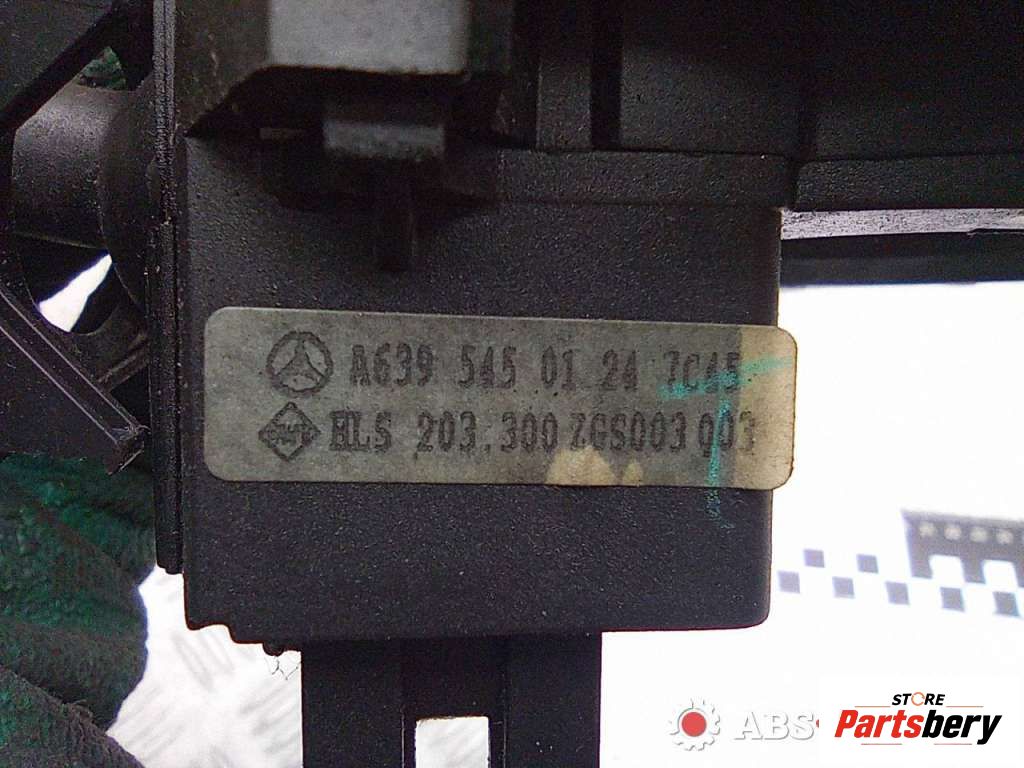 A639 545 01 24 7C45
HLS 203.300 ZGS003 003
ABS
STORE
Partsbery